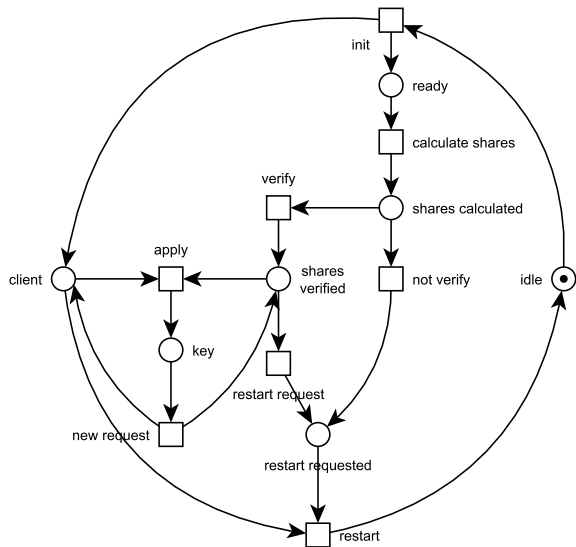 init
ready
calculate shares
verify
shares calculated
apply
client
shares
verified
not verify
idle
key
restart request
new request
restart requested
restart